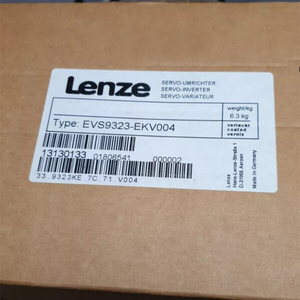 Lenze
SERVO-UMRICHTER
SERVO-INVERTER
SERVO-VARIATEUR
weight/kg
6.3 kg
verlackt
coated
vernis
Type: EVS9323-EKV004
13130133 01806541 000002
33.9323KE.7C.71.V004
Lenze
Hans-Lenze-Straße 1
D-31855 Aerzen
Made in Germany